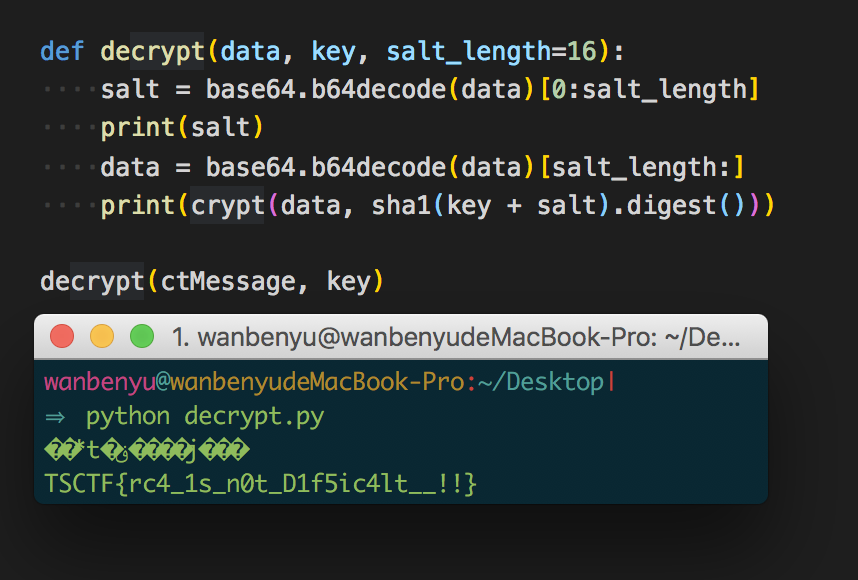 def decrypt(data, key, salt_length=16):
····salt = base64.b64decode(data)[0:salt_length]
····print(salt)
····data = base64.b64decode(data)[salt_length:]
····print(crypt(data, sha1(key + salt).digest()))
decrypt(ctMessage, key)
1. wanbenyu@wanbenyudeMacBook-Pro: ~/De...
wanbenyu@wanbenyudeMacBook-Pro:~/Desktop|
⇒ python decrypt.py
��*t�����j���
TSCTF{rc4_1s_n0t_D1f5ic4lt__!!}